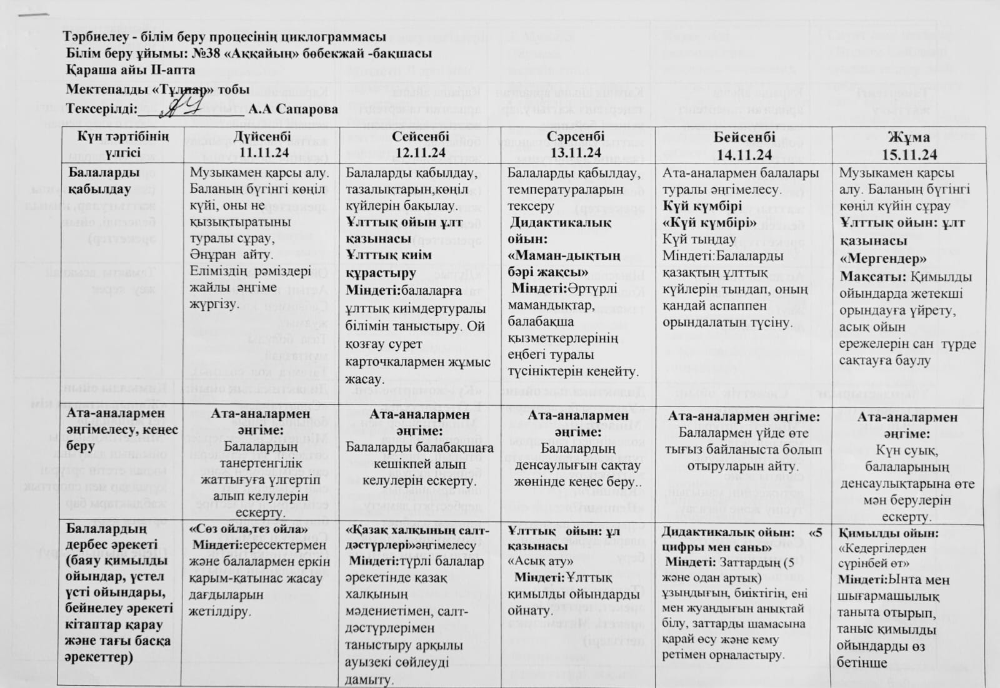 Тәрбиелеу - білім беру процесінің циклограммасы
Білім беру ұйымы: №38 «Аққайың» бөбекжай -бақшасы
Қараша айы II-апта
Мектепалды «Тұлпар» тобы
Тексерілді: А.А Сапарова
Күн тәртібінің
үлгісі
Дүйсенбі
11.11.24
Сейсенбі
12.11.24
Сәрсенбі
13.11.24
Бейсенбі
14.11.24
Жұма
15.11.24
Балаларды
қабылдау
Музыкамен қарсы алу.
Баланың бүгінгі көңіл
күйі, оны не
қызықтыратыны
туралы сұрау,
Әнұран айту.
Еліміздің рәміздері
жайлы әңгіме
жүргізу.
Балаларды қабылдау,
тазалықтарын,көңіл
күйлерін бақылау.
Ұлттық ойын ұлт
қазынасы
Ұлттық киім
құрастыру
Міндеті:балаларға
ұлттық киімдертуралы
білімін таныстыру. Ой
қозғау сурет
карточкалармен жұмыс
жасау.
Балаларды қабылдау,
температураларын
тексеру
Дидактикалық
ойын:
«Маман-дықтың
бәрі жақсы»
Міндеті:Әртүрлі
мамандықтар,
балабақша
қызметкерлерінің
еңбегі туралы
түсініктерін кеңейту.
Ата-аналармен балалары
туралы әңгімелесу.
Күй күмбірі
«Күй күмбірі»
Күй тыңдау
Міндеті:Балаларды
қазақтың ұлттық
күйлерін тындап, оның
қандай аспаппен
орындалатын түсіну.
Музыкамен қарсы
алу. Баланың бүгінгі
көңіл күйін сұрау
Ұлттық ойын: ұлт
қазынасы
«Мергендер»
Мақсаты: Қимылды
ойындарда жетекші
орындауға үйрету,
асық ойын
ережелерін сан түрде
сақтауға баулу
Ата-аналармен
әңгімелесу, кеңес
беру
Ата-аналармен
әңгіме:
Балалардың
танертенгілік
жаттығуға үлгертіп
алып келулерін
ескерту.
Ата-аналармен
әңгіме:
Балаларды балабақшаға
кешікпей алып
келулерін ескерту.
Ата-аналармен
әңгіме:
Балалардың
денсаулығын сақтау
жөнінде кеңес беру..
Ата-аналармен әңгіме:
Балалармен үйде өте
тығыз байланыста болып
отыруларын айту.
Ата-аналармен
әңгіме:
Күн суық,
балаларының
денсаулықтарына өте
мән берулерін
ескерту.
Балалардың
дербес әрекеті
(баяу қимылды
ойындар, үстел
үсті ойындары,
бейнелеу әрекеті
кітаптар қарау
және тағы басқа
әрекеттер)
«Сөз ойла,тез ойла»
Міндеті:ересектермен
және балалармен еркін
қарым-қатынас жасау
дағдыларын
жетілдіру.
«Қазақ халқының салт-
дәстүрлері»әңгімелесу
Міндеті:түрлі балалар
әрекетінде қазақ
халқының
мәдениетімен, салт-
дәстүрлерімен
таныстыру арқылы
ауызекі сөйлеуді
дамыту.
Ұлттық ойын: ұл
қазынасы
«Асық ату»
Міндеті:Ұлттық
қимылды ойындарды
ойнату.
Дидактикалық ойын: «5
цифры мен саны»
Міндеті: Заттардың (5
және одан артық)
ұзындығын, биіктігін, ені
мен жуандығын анықтай
білу, заттарды шамасына
қарай өсу және кему
ретімен орналастыру.
Қимылды ойын:
«Кедергілерден
сүрінбей өт»
Міндеті:Ынта мен
шығармашылық
таныта отырып,
таныс қимылды
ойындарды өз
бетінше